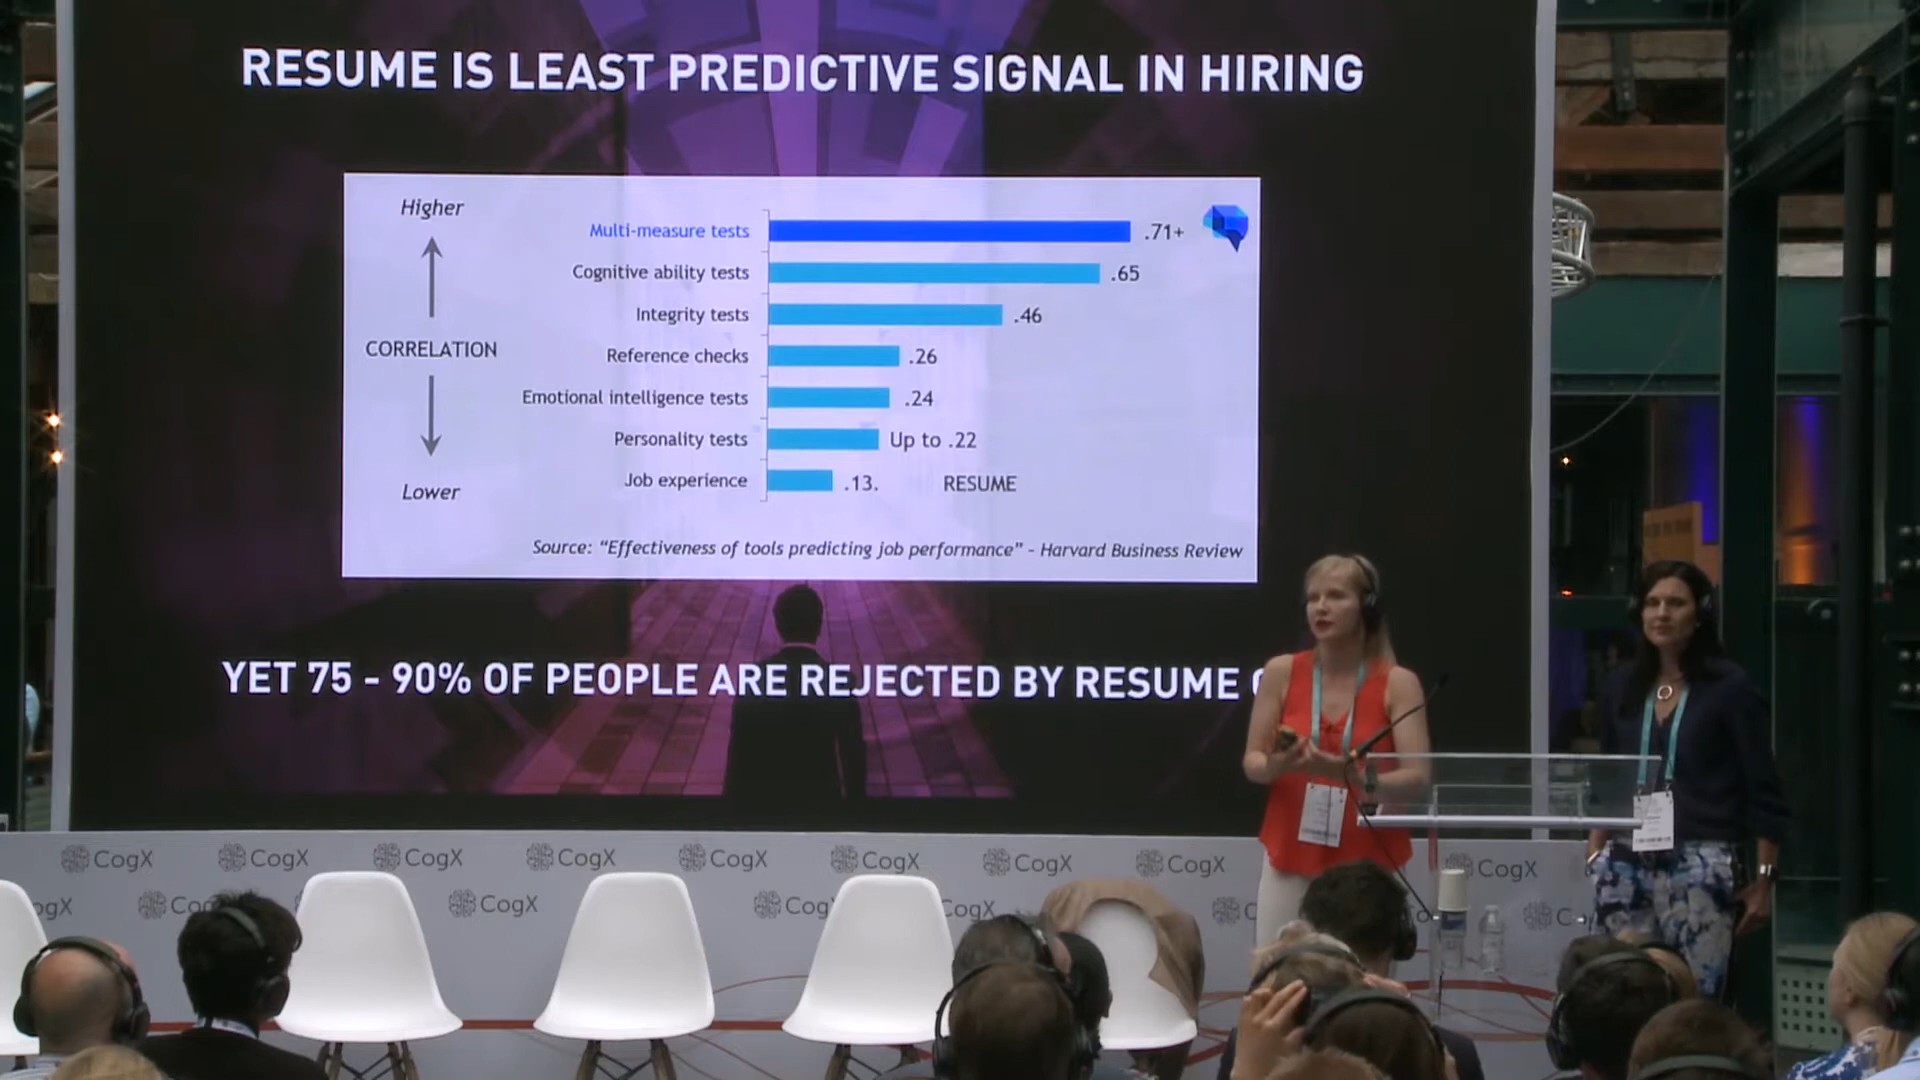 RESUME IS LEAST PREDICTIVE SIGNAL IN HIRING
Higher
CORRELATION
Lower
Multi-measure tests .71+
Cognitive ability tests .65
Integrity tests .46
Reference checks .26
Emotional intelligence tests .24
Personality tests Up to .22
Job experience .13. RESUME
Source: “Effectiveness of tools predicting job performance” - Harvard Business Review
YET 75 - 90% OF PEOPLE ARE REJECTED BY RESUME
CogX CogX CogX CogX CogX CogX CogX CogX CogX
CogX CogX